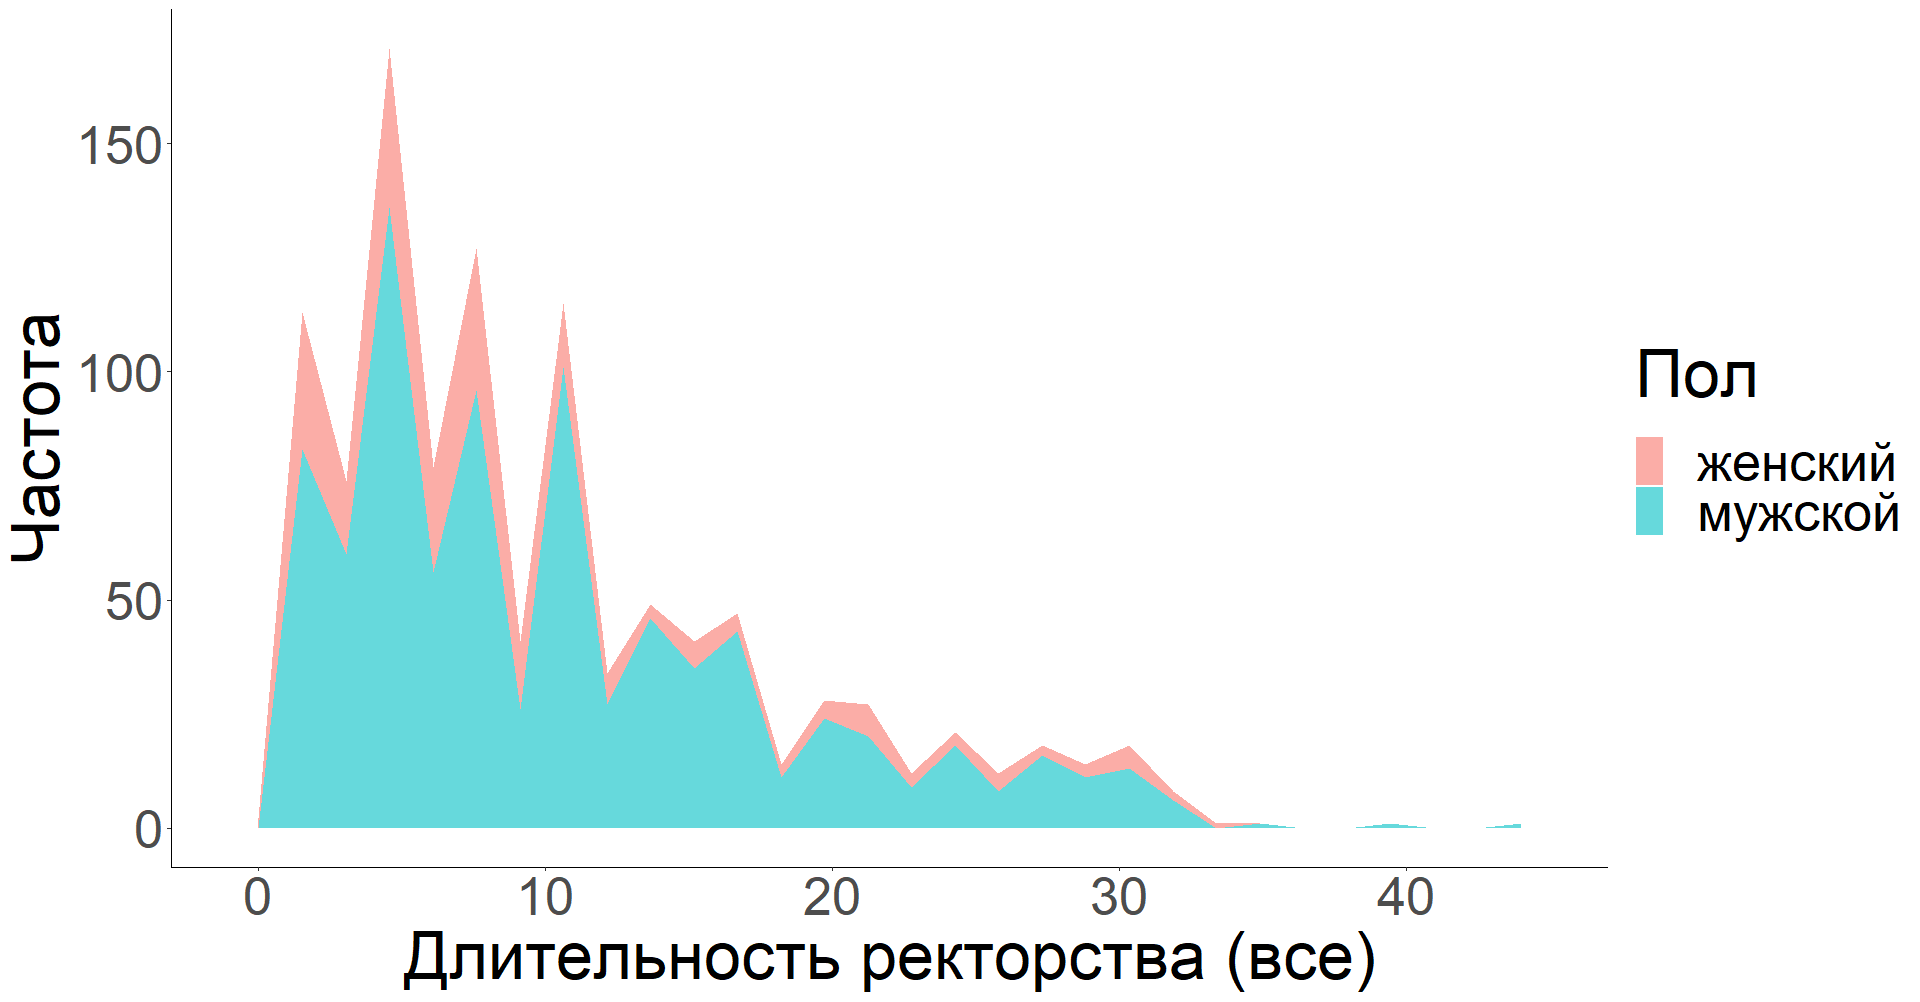 Частота
150
100
50
0
0 10 20 30 40
Длительность ректорства (все)
Пол
женский
мужской